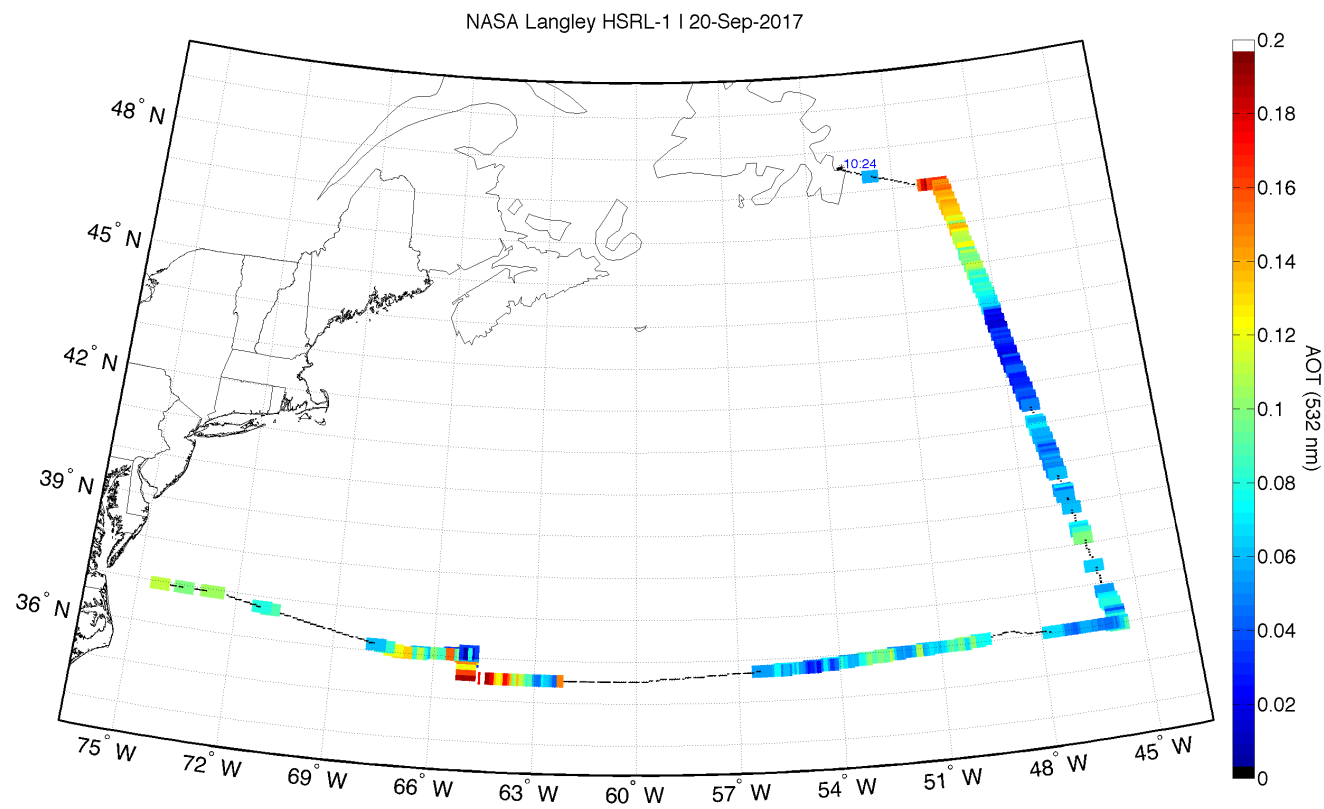 NASA Langley HSRL-1 | 20-Sep-2017
48° N
45° N
42° N
39° N
36° N
75° W
72° W
69° W
66° W
63° W
60° W
57° W
54° W
51° W
48° W
45° W
10:24
0.2
0.18
0.16
0.14
0.12
0.1
0.08
0.06
0.04
0.02
0
AOT (532 nm)